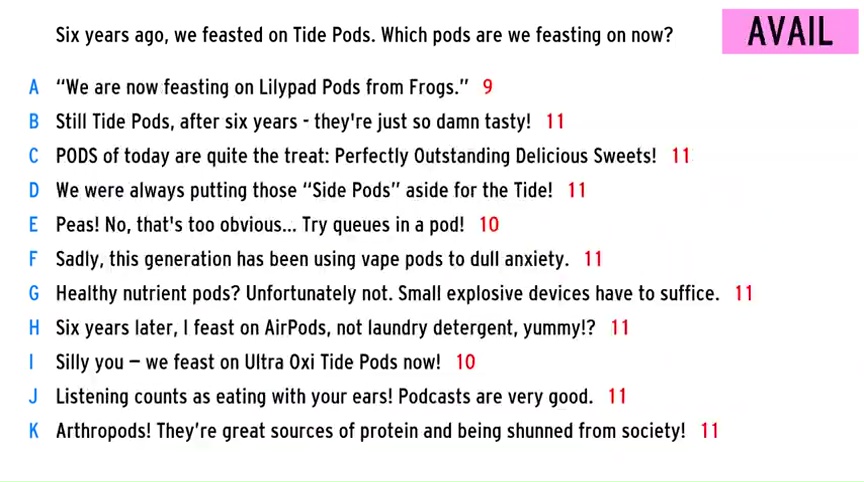 Six years ago, we feasted on Tide Pods. Which pods are we feasting on now?
AVAIL
A “We are now feasting on Lilypad Pods from Frogs.” 9
B Still Tide Pods, after six years - they're just so damn tasty! 11
C PODS of today are quite the treat: Perfectly Outstanding Delicious Sweets! 11
D We were always putting those “Side Pods” aside for the Tide! 11
E Peas! No, that's too obvious... Try queues in a pod! 10
F Sadly, this generation has been using vape pods to dull anxiety. 11
G Healthy nutrient pods? Unfortunately not. Small explosive devices have to suffice. 11
H Six years later, I feast on AirPods, not laundry detergent, yummy!? 11
I Silly you – we feast on Ultra Oxi Tide Pods now! 10
J Listening counts as eating with your ears! Podcasts are very good. 11
K Arthropods! They’re great sources of protein and being shunned from society! 11